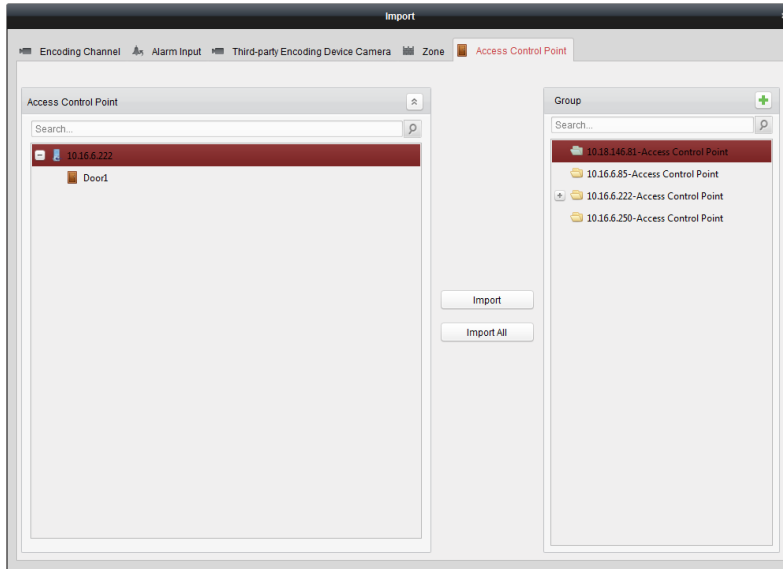 Import
Encoding Channel Alarm Input Third-party Encoding Device Camera Zone Access Control Point
Access Control Point
Search...
10.16.6.222
Door1
Import
Import All
Group
Search...
10.18.146.81-Access Control Point
10.16.6.85-Access Control Point
10.16.6.222-Access Control Point
10.16.6.250-Access Control Point